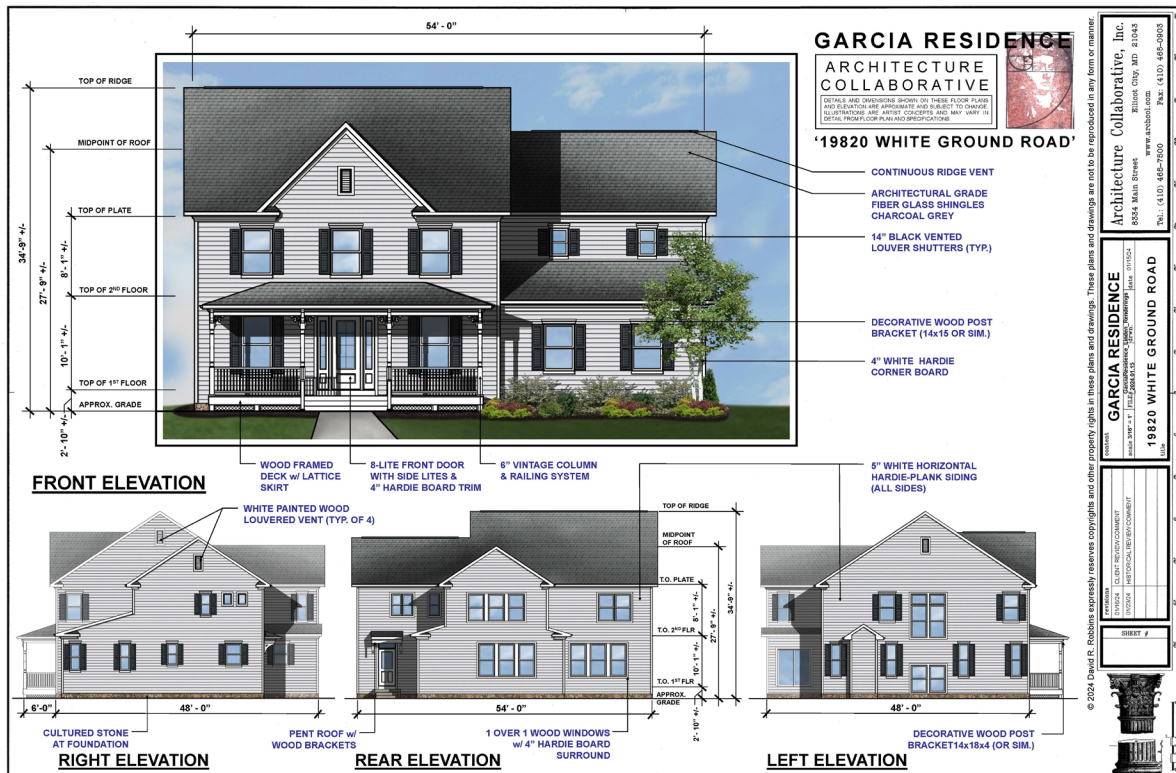 54' - 0"
GARCIA RESIDENCE
ARCHITECTURE
COLLABORATIVE
DETAILS AND DIMENSIONS SHOWN ON THESE FLOOR PLANS
AND ELEVATION ARE APPROXIMATE AND SUBJECT TO CHANGE.
ILLUSTRATIONS ARE ARTIST CONCEPTS AND MAY VARY IN
DETAIL FROM FLOOR PLAN AND SPECIFICATIONS.
'19820 WHITE GROUND ROAD'
TOP OF RIDGE
MIDPOINT OF ROOF
TOP OF PLATE
TOP OF 2ND FLOOR
TOP OF 1ST FLOOR
APPROX. GRADE
34'-9" +/-
27'- 9" +/-
8'- 1" +/-
10'- 1" +/-
2'- 10" +/-
CONTINUOUS RIDGE VENT
ARCHITECTURAL GRADE
FIBER GLASS SHINGLES
CHARCOAL GREY
14" BLACK VENTED
LOUVER SHUTTERS (TYP.)
DECORATIVE WOOD POST
BRACKET (14x15 OR SIM.)
4" WHITE HARDIE
CORNER BOARD
WOOD FRAMED
DECK w/ LATTICE
SKIRT
8-LITE FRONT DOOR
WITH SIDE LITES &
4" HARDIE BOARD TRIM
6" VINTAGE COLUMN
& RAILING SYSTEM
5" WHITE HORIZONTAL
HARDIE-PLANK SIDING
(ALL SIDES)
FRONT ELEVATION
WHITE PAINTED WOOD
LOUVERED VENT (TYP. OF 4)
6'-0"
48' - 0"
CULTURED STONE
AT FOUNDATION
RIGHT ELEVATION
TOP OF RIDGE
MIDPOINT
OF ROOF
T.O. PLATE
T.O. 2ND FLR
T.O. 1ST FLR
APPROX.
GRADE
8'- 1" +/-
10'- 1" +/-
2'- 10" +/-
27'- 9" +/-
34'-9" +/-
54' - 0"
PENT ROOF w/
WOOD BRACKETS
1 OVER 1 WOOD WINDOWS
w/ 4" HARDIE BOARD
SURROUND
REAR ELEVATION
48' - 0"
DECORATIVE WOOD POST
BRACKET14x18x4 (OR SIM.)
LEFT ELEVATION
© 2024 David R. Robbins expressly reserves copyrights and other property rights in these plans and drawings. These plans and drawings are not to be reproduced in any form or manner.
Architecture Collaborative, Inc.
8334 Main Street Ellicot City, MD 21043
www.archcol.com
Tel.: (410) 465-7500 Fax: (410) 465-0903
content
GARCIA RESIDENCE
scale 3/16" = 1'
date 01/15/24
19820 WHITE GROUND ROAD
title
revisions
CLIENT REVIEW COMMENT
HISTORICAL REVIEW COMMENT
SHEET #